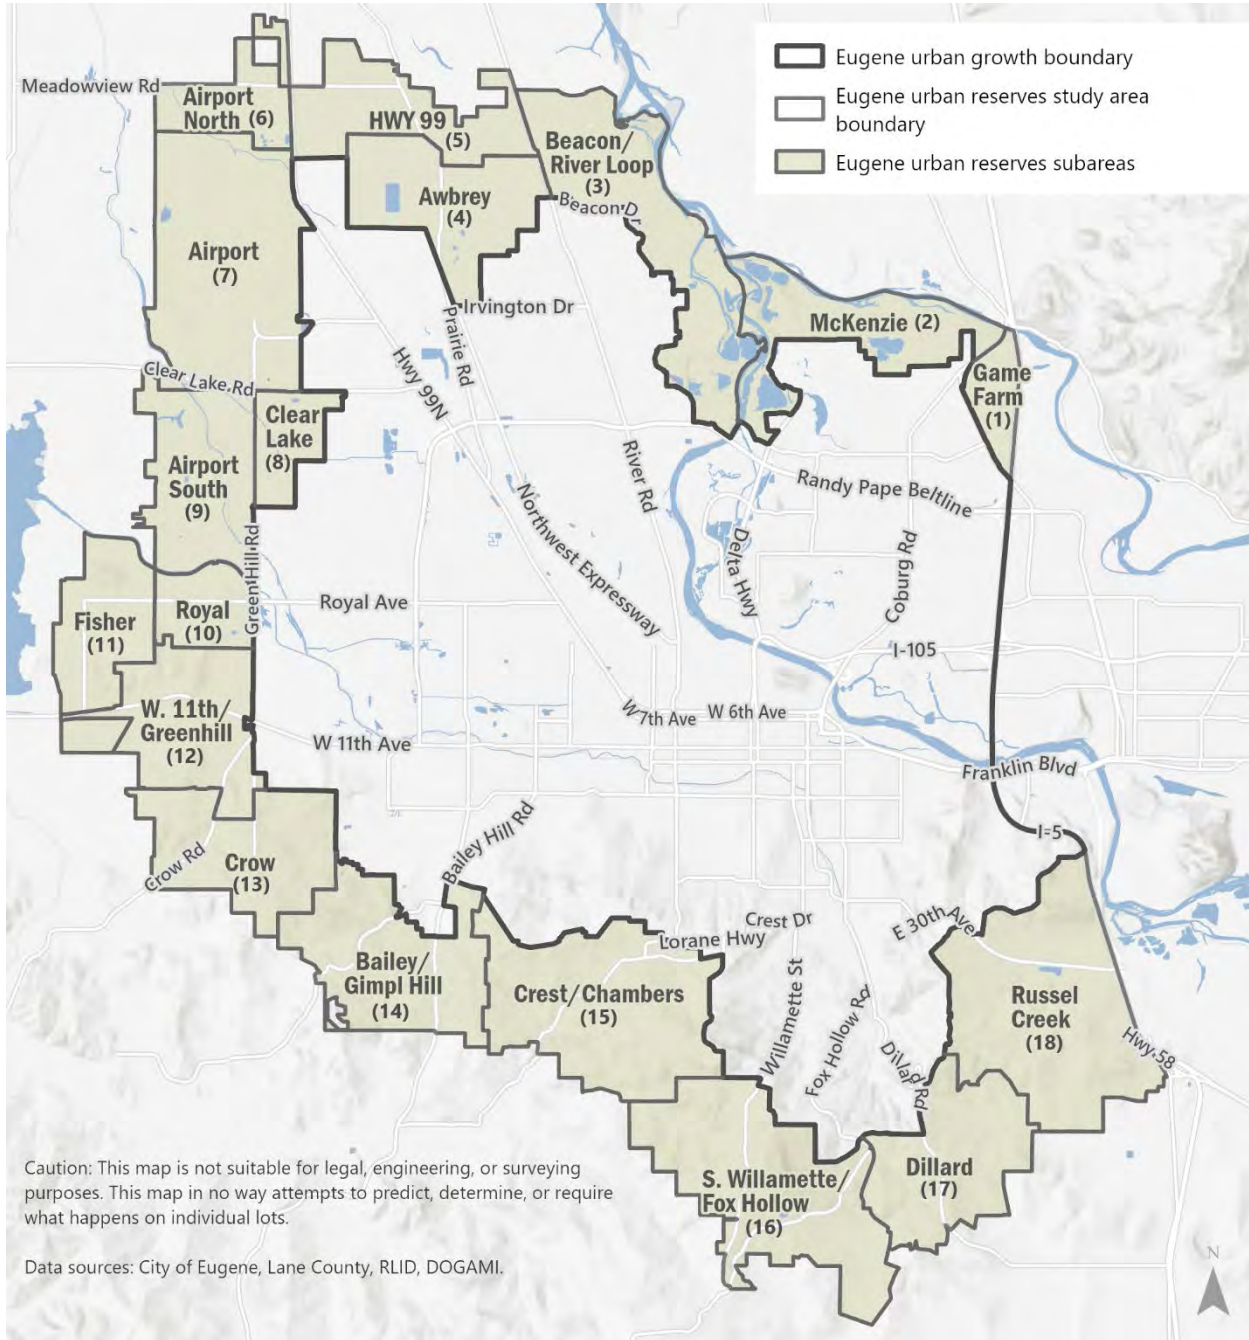 Eugene urban growth boundary
Eugene urban reserves study area
boundary
Eugene urban reserves subareas
Meadowview Rd
Airport
North (6)
HWY 99
(5)
Beacon/
River Loop
(3)
Awbrey
(4)
Beacon Dr
Airport
(7)
Irvington Dr
McKenzie (2)
Prairie Rd
Hwy 99N
Game
Farm
(1)
Clear Lake Rd
Clear
Lake
(8)
Airport
South
(9)
River Rd
Randy Pape Beltline
Northwest Expressway
Delta Hwy
Coburg Rd
Green Hill Rd
Royal Ave
Fisher
(11)
Royal
(10)
I-105
W. 11th/
Greenhill
(12)
W 7th Ave
W 6th Ave
W 11th Ave
Franklin Blvd
I-5
Bailey Hill Rd
Crow Rd
Crow
(13)
Crest Dr
Lorane Hwy
E 30th Ave
Bailey/
Gimpl Hill
(14)
Crest/Chambers
(15)
Willamette St
Fox Hollow Rd
Dillard Rd
Russel
Creek
(18)
Hwy 58
S. Willamette/
Fox Hollow
(16)
Dillard
(17)
Caution: This map is not suitable for legal, engineering, or surveying
purposes. This map in no way attempts to predict, determine, or require
what happens on individual lots.
Data sources: City of Eugene, Lane County, RLID, DOGAMI.
N